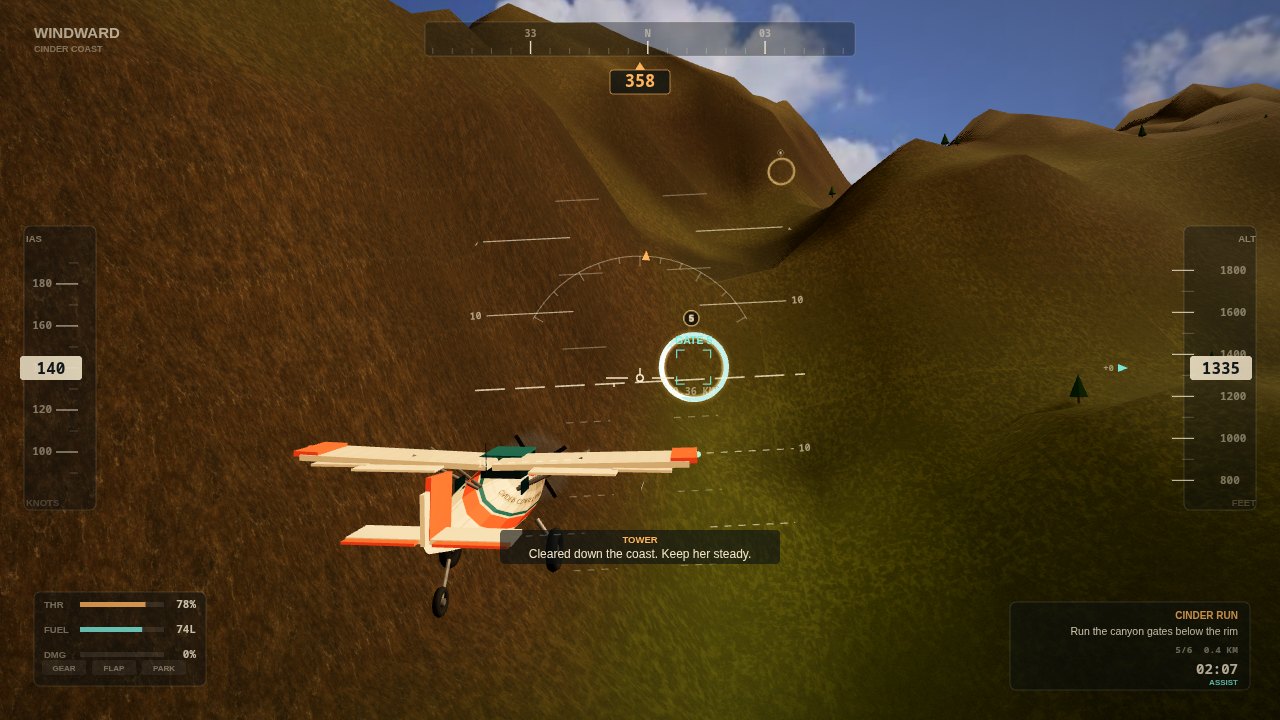 WINDWARD
CINDER COAST
33 N 03
358
IAS
180
160
140
120
100
KNOTS
ALT
1800
1600
1400
1335
1200
1000
800
FEET
+0
10 10
10
5
TOWER
Cleared down the coast. Keep her steady.
THR 78%
FUEL 74L
DMG 0%
GEAR FLAP PARK
CINDER RUN
Run the canyon gates below the rim
5/6 0.4 KM
02:07
ASSIST